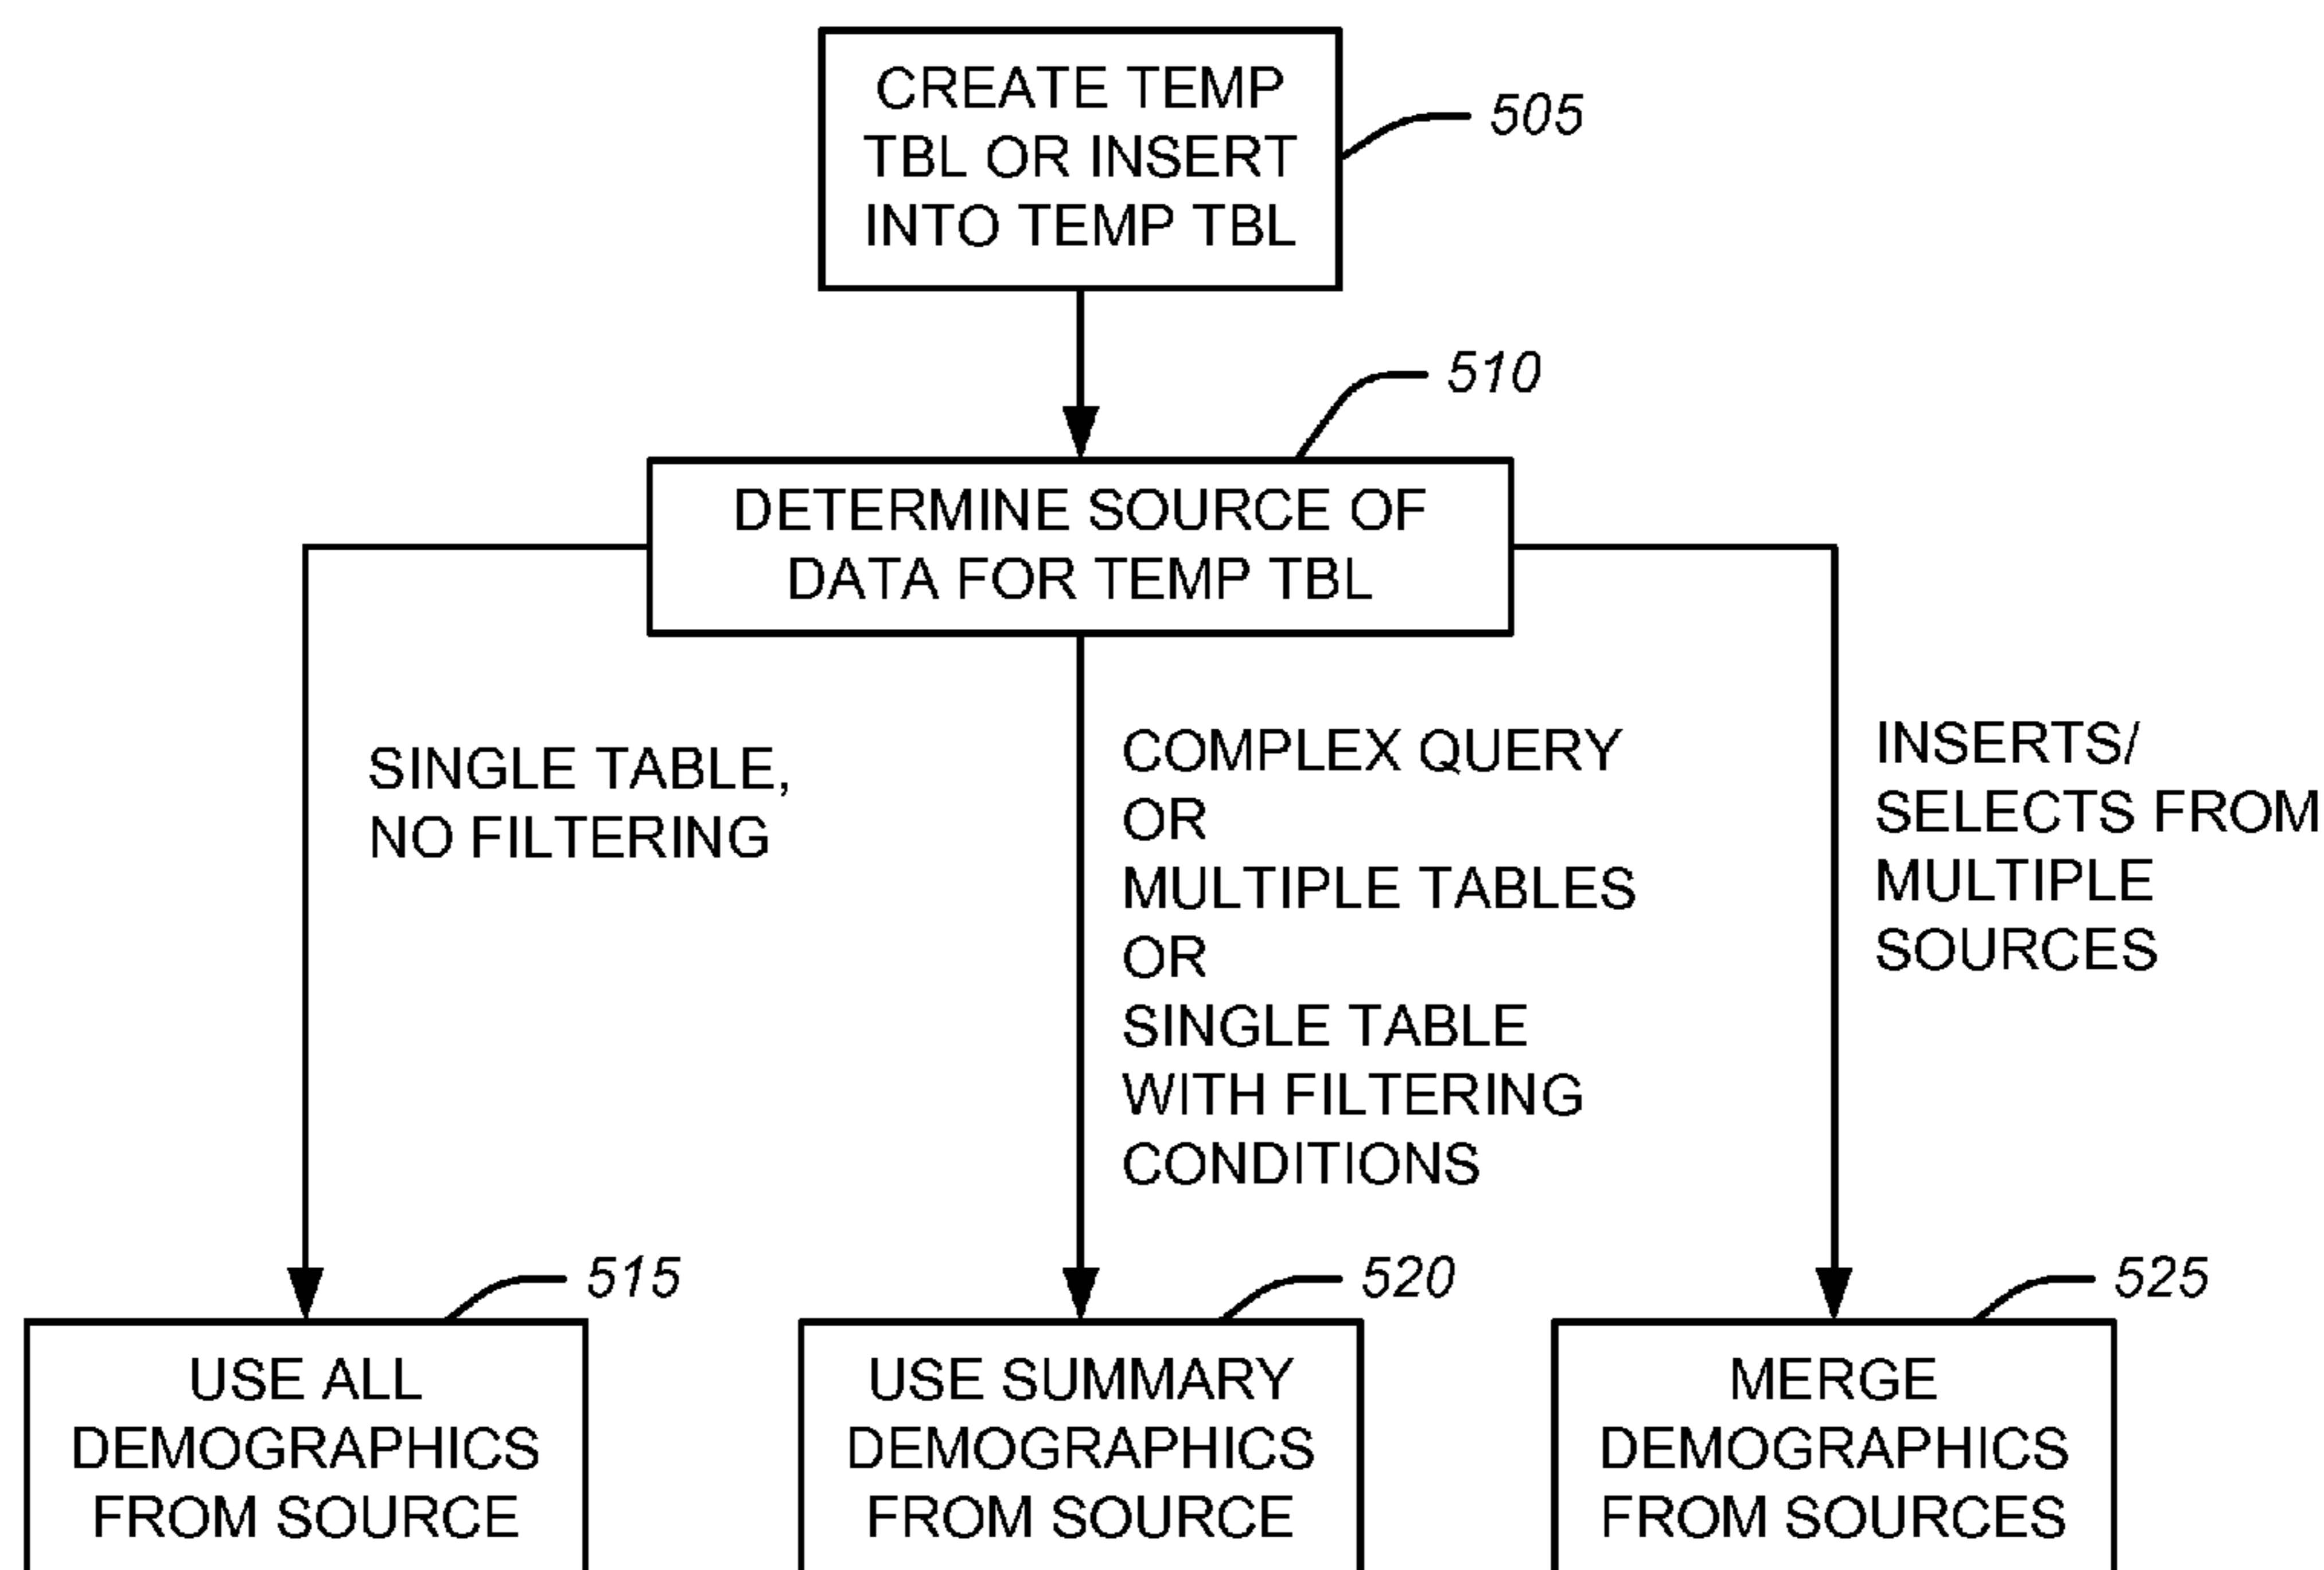 CREATE TEMP
TBL OR INSERT
INTO TEMP TBL
505
510
DETERMINE SOURCE OF
DATA FOR TEMP TBL
SINGLE TABLE,
NO FILTERING
COMPLEX QUERY
OR
MULTIPLE TABLES
OR
SINGLE TABLE
WITH FILTERING
CONDITIONS
INSERTS/
SELECTS FROM
MULTIPLE
SOURCES
515
USE ALL
DEMOGRAPHICS
FROM SOURCE
520
USE SUMMARY
DEMOGRAPHICS
FROM SOURCE
525
MERGE
DEMOGRAPHICS
FROM SOURCES